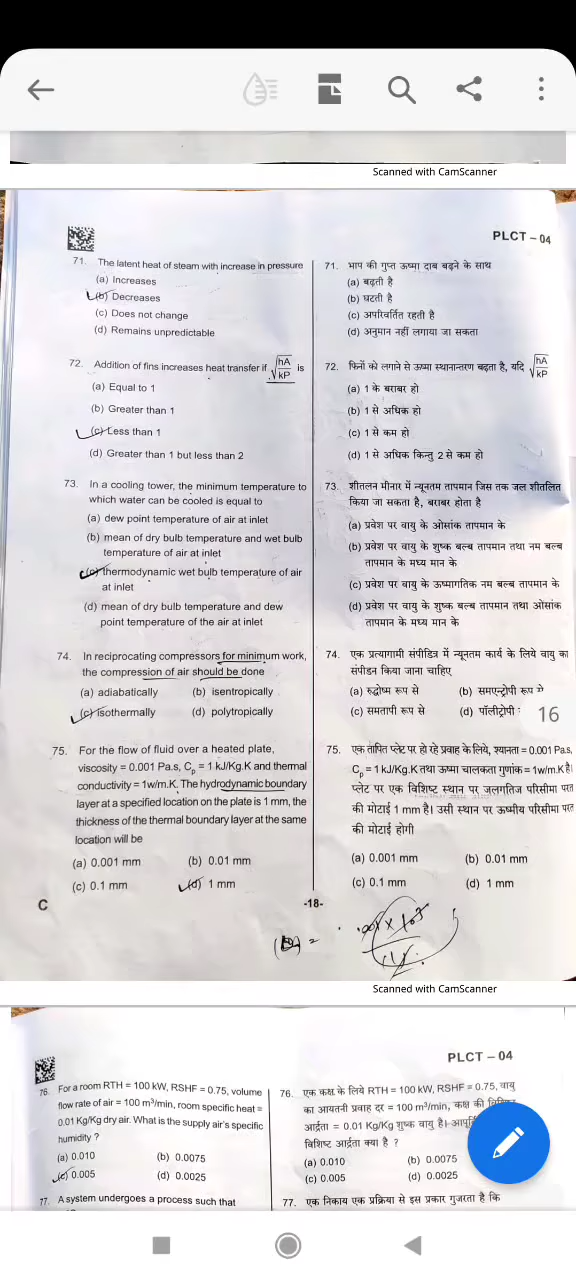 Scanned with CamScanner
PLCT – 04
71. The latent heat of steam with increase in pressure
(a) Increases
(b) Decreases
(c) Does not change
(d) Remains unpredictable
72. Addition of fins increases heat transfer if √hA/kP is
(a) Equal to 1
(b) Greater than 1
(c) Less than 1
(d) Greater than 1 but less than 2
73. In a cooling tower, the minimum temperature to
which water can be cooled is equal to
(a) dew point temperature of air at inlet
(b) mean of dry bulb temperature and wet bulb
temperature of air at inlet
(c) thermodynamic wet bulb temperature of air
at inlet
(d) mean of dry bulb temperature and dew
point temperature of the air at inlet
74. In reciprocating compressors for minimum work,
the compression of air should be done
(a) adiabatically (b) isentropically
(c) isothermally (d) polytropically
75. For the flow of fluid over a heated plate,
viscosity = 0.001 Pa.s, Cp = 1 kJ/Kg.K and thermal
conductivity = 1w/m.K. The hydrodynamic boundary
layer at a specified location on the plate is 1 mm, the
thickness of the thermal boundary layer at the same
location will be
(a) 0.001 mm (b) 0.01 mm
(c) 0.1 mm (d) 1 mm
71. भाप की गुप्त ऊष्मा दाब बढ़ने के साथ
(a) बढ़ती है
(b) घटती है
(c) अपरिवर्तित रहती है
(d) अनुमान नहीं लगाया जा सकता
72. फिनों को लगाने से ऊष्मा स्थानान्तरण बढ़ता है, यदि √hA/kP
(a) 1 के बराबर हो
(b) 1 से अधिक हो
(c) 1 से कम हो
(d) 1 से अधिक किन्तु 2 से कम हो
73. शीतलन मीनार में न्यूनतम तापमान जिस तक जल शीतलित
किया जा सकता है, बराबर होता है
(a) प्रवेश पर वायु के ओसांक तापमान के
(b) प्रवेश पर वायु के शुष्क बल्ब तापमान तथा नम बल्ब
तापमान के मध्य मान के
(c) प्रवेश पर वायु के ऊष्मागतिक नम बल्ब तापमान के
(d) प्रवेश पर वायु के शुष्क बल्ब तापमान तथा ओसांक
तापमान के मध्य मान के
74. एक प्रत्यागामी संपीडित्र में न्यूनतम कार्य के लिये वायु का
संपीडन किया जाना चाहिए
(a) रुद्धोष्म रूप से (b) समएन्ट्रोपी रूप से
(c) समतापी रूप से (d) पॉलीट्रोपी
16
75. एक तापित प्लेट पर हो रहे प्रवाह के लिये, श्यानता = 0.001 Pa.s,
Cp = 1 kJ/Kg.K तथा ऊष्मा चालकता गुणांक = 1w/m.K है।
प्लेट पर एक विशिष्ट स्थान पर जलगतिज परिसीमा परत
की मोटाई 1 mm है। उसी स्थान पर ऊष्मीय परिसीमा परत
की मोटाई होगी
(a) 0.001 mm (b) 0.01 mm
(c) 0.1 mm (d) 1 mm
C
-18-
Scanned with CamScanner
PLCT – 04
76. For a room RTH = 100 kW, RSHF = 0.75, volume
flow rate of air = 100 m³/min, room specific heat =
0.01 Kg/Kg dry air. What is the supply air's specific
humidity ?
(a) 0.010 (b) 0.0075
(c) 0.005 (d) 0.0025
77. A system undergoes a process such that
76. एक कक्ष के लिये RTH = 100 kW, RSHF = 0.75, वायु
का आयतनी प्रवाह दर = 100 m³/min, कक्ष की
आर्द्रता = 0.01 Kg/Kg शुष्क वायु है।
विशिष्ट आर्द्रता क्या है ?
(a) 0.010 (b) 0.0075
(c) 0.005 (d) 0.0025
77. एक निकाय एक प्रक्रिया से इस प्रकार गुजरता है कि